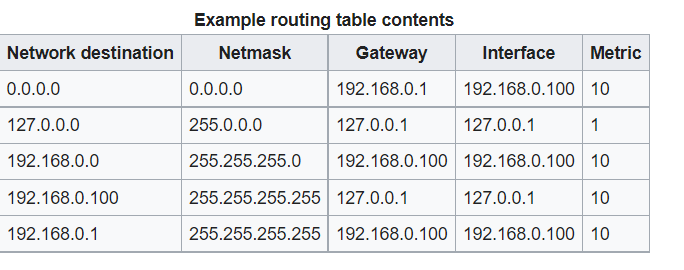 Example routing table contents
Network destination Netmask Gateway Interface Metric
0.0.0.0 0.0.0.0 192.168.0.1 192.168.0.100 10
127.0.0.0 255.0.0.0 127.0.0.1 127.0.0.1 1
192.168.0.0 255.255.255.0 192.168.0.100 192.168.0.100 10
192.168.0.100 255.255.255.255 127.0.0.1 127.0.0.1 10
192.168.0.1 255.255.255.255 192.168.0.100 192.168.0.100 10